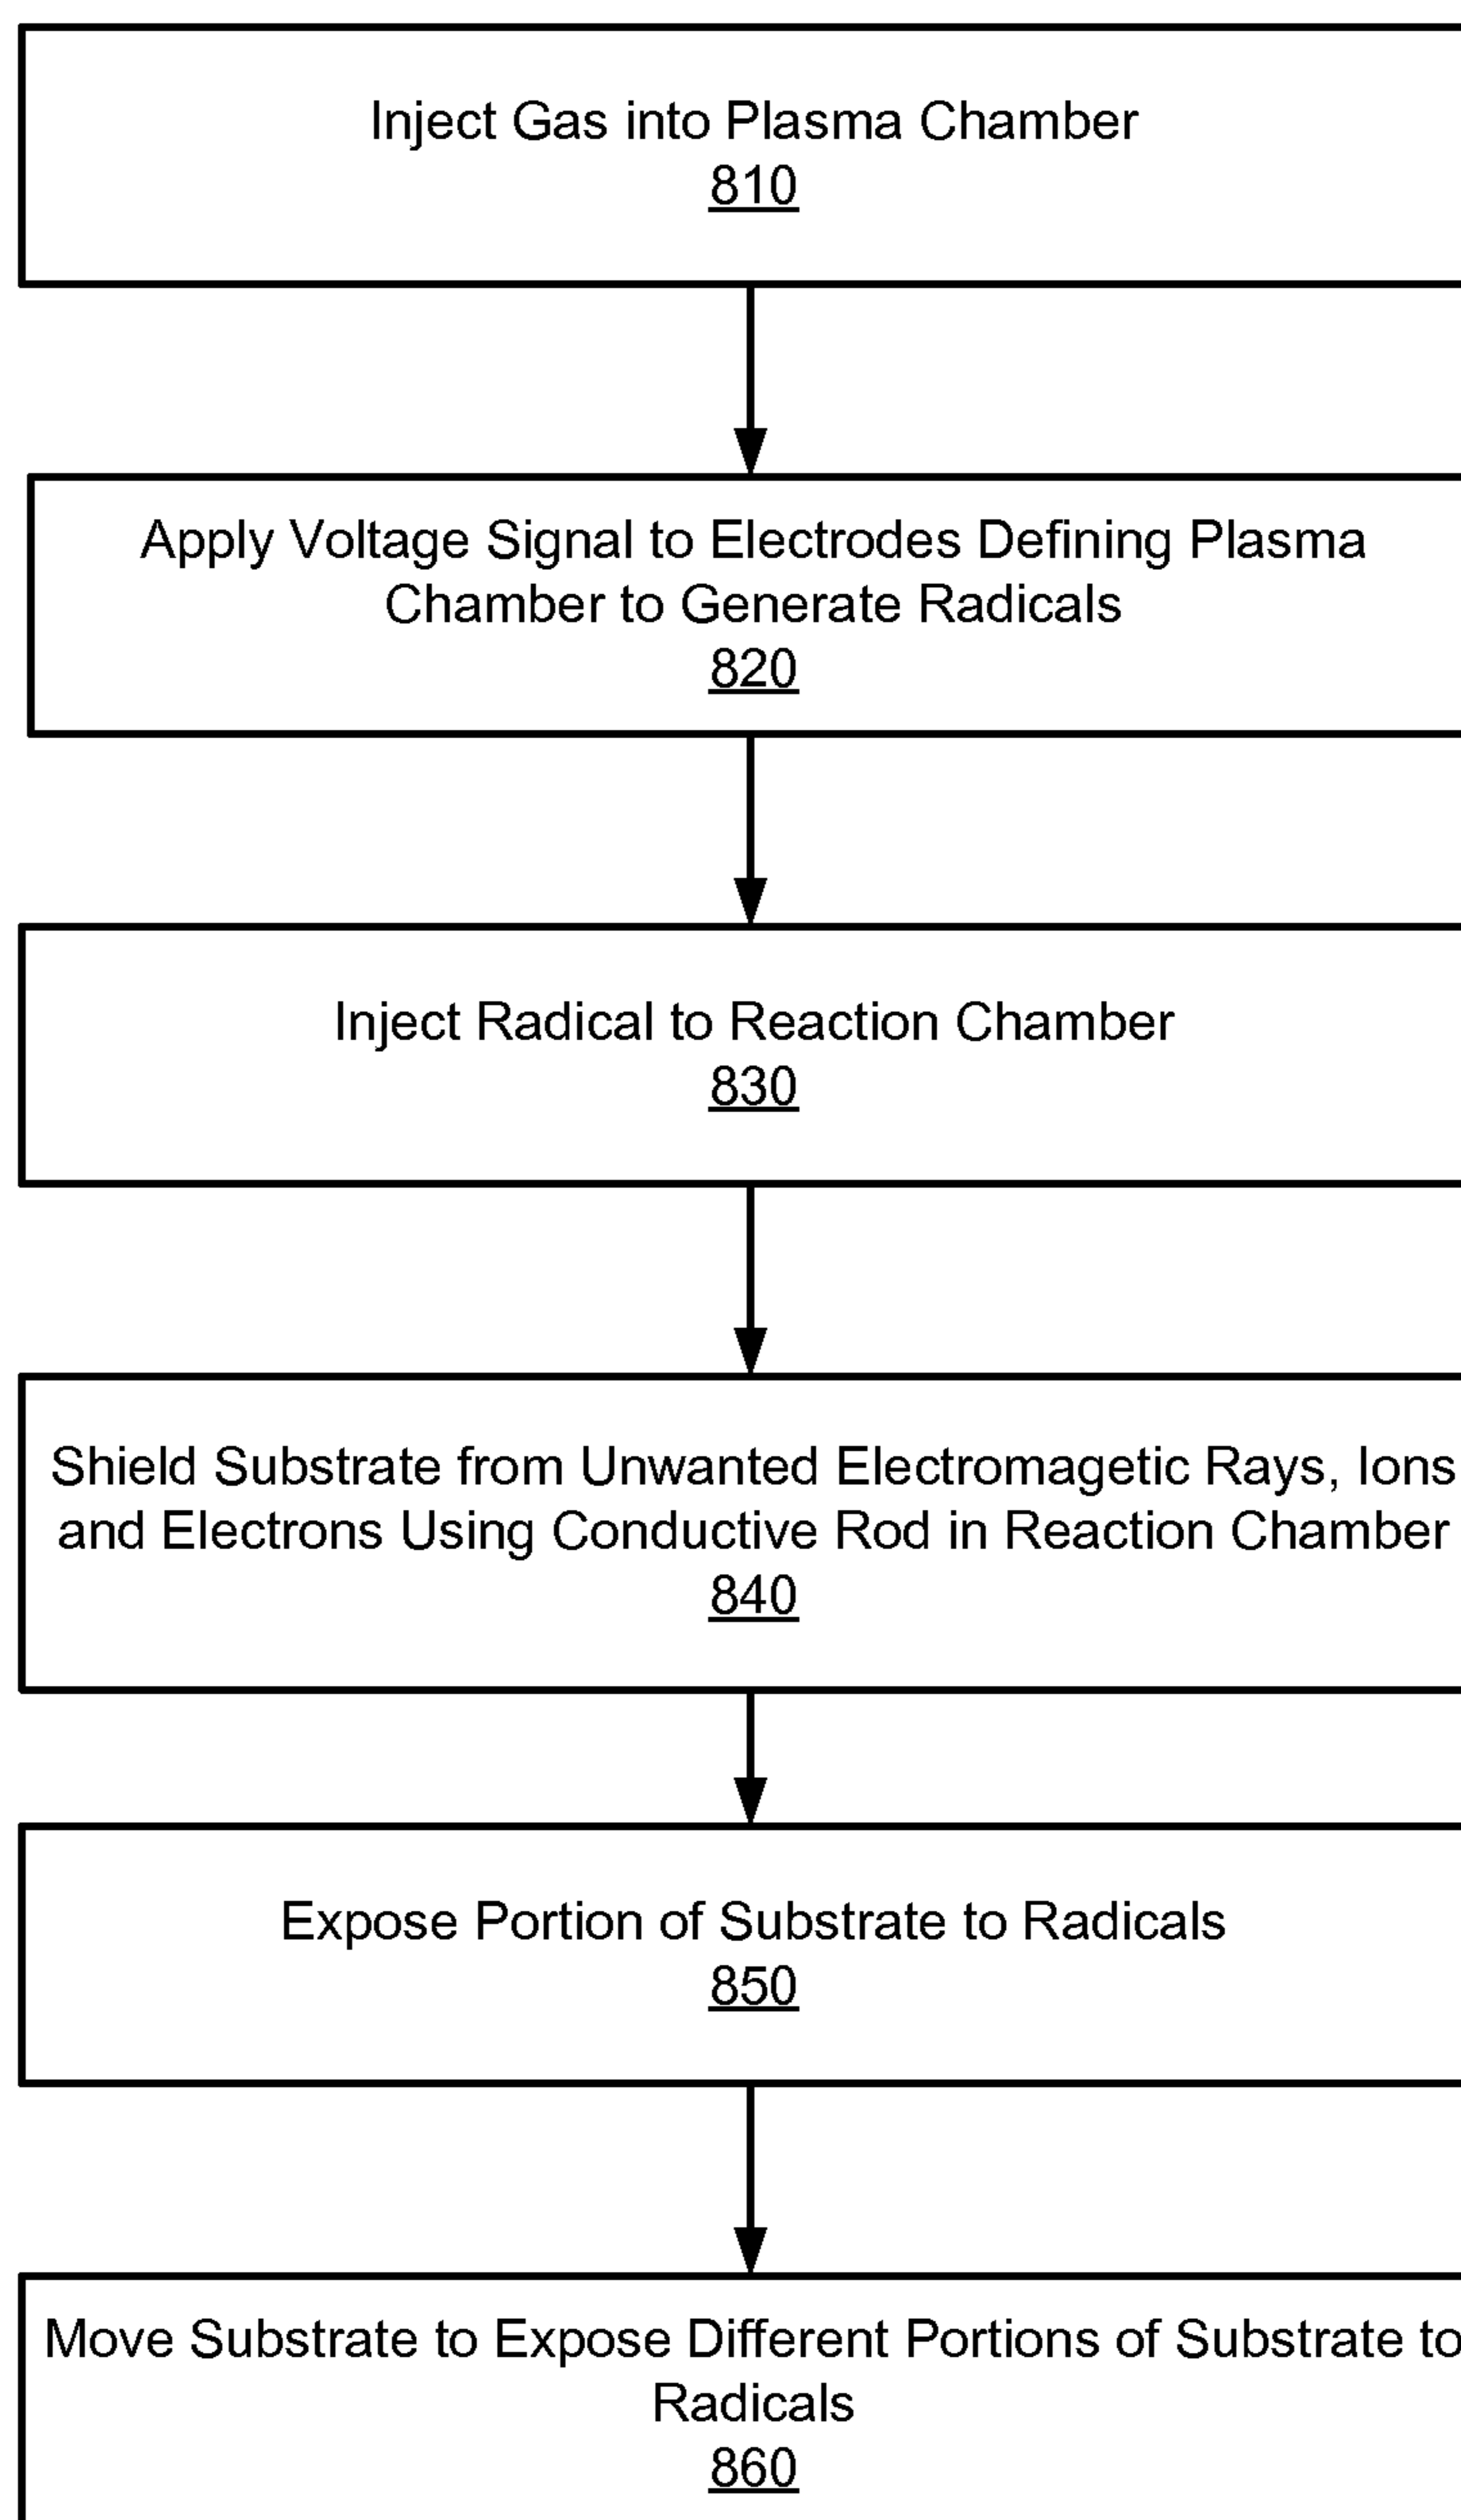 Inject Gas into Plasma Chamber
810
Apply Voltage Signal to Electrodes Defining Plasma
Chamber to Generate Radicals
820
Inject Radical to Reaction Chamber
830
Shield Substrate from Unwanted Electromagetic Rays, Ions
and Electrons Using Conductive Rod in Reaction Chamber
840
Expose Portion of Substrate to Radicals
850
Move Substrate to Expose Different Portions of Substrate to
Radicals
860